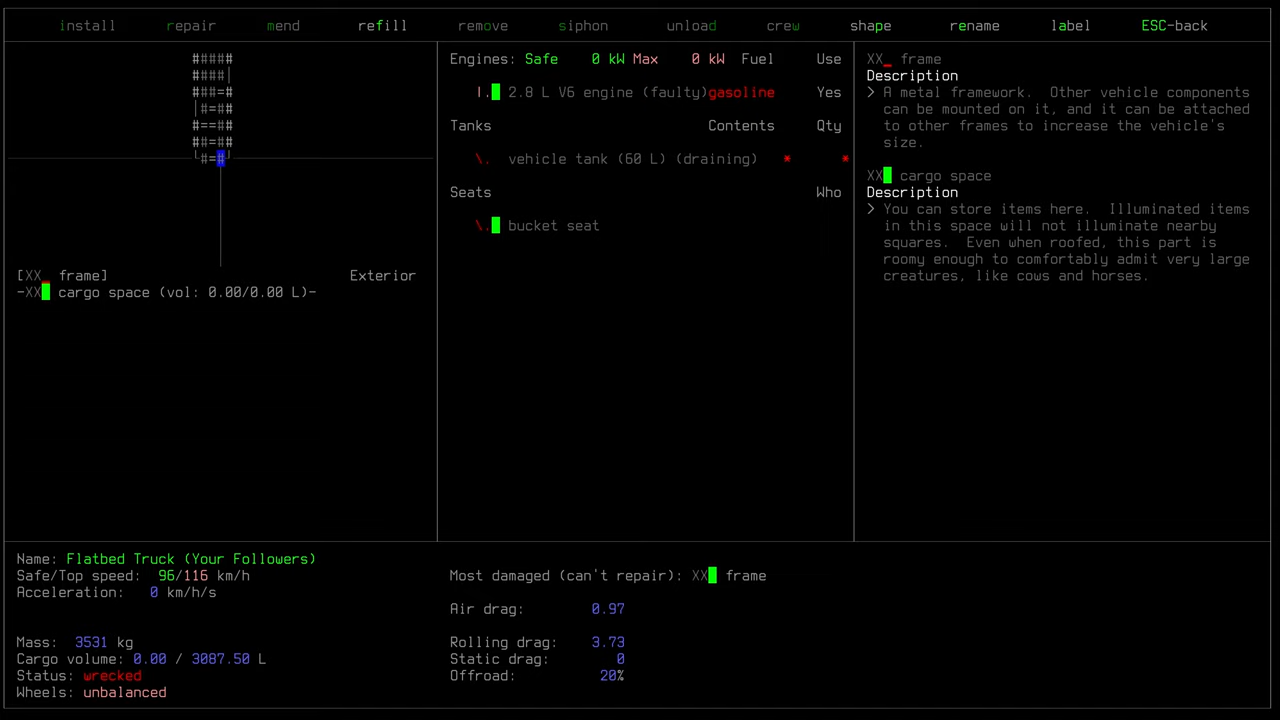 install repair mend refill remove siphon unload crew shape rename label ESC-back
#####
####|
###=#
|#=##
#==##
##=##
└#=#┘
[XX_ frame] Exterior
-XX█ cargo space (vol: 0.00/0.00 L)-
Engines: Safe 0 kW Max 0 kW Fuel Use
|.█ 2.8 L V6 engine (faulty)gasoline Yes
Tanks Contents Qty
\. vehicle tank (60 L) (draining) * *
Seats Who
\.█ bucket seat
XX_ frame
Description
> A metal framework. Other vehicle components
can be mounted on it, and it can be attached
to other frames to increase the vehicle's
size.
XX█ cargo space
Description
> You can store items here. Illuminated items
in this space will not illuminate nearby
squares. Even when roofed, this part is
roomy enough to comfortably admit very large
creatures, like cows and horses.
Name: Flatbed Truck (Your Followers)
Safe/Top speed: 96/116 km/h
Acceleration: 0 km/h/s
Mass: 3531 kg
Cargo volume: 0.00 / 3087.50 L
Status: wrecked
Wheels: unbalanced
Most damaged (can't repair): XX█ frame
Air drag: 0.97
Rolling drag: 3.73
Static drag: 0
Offroad: 20%